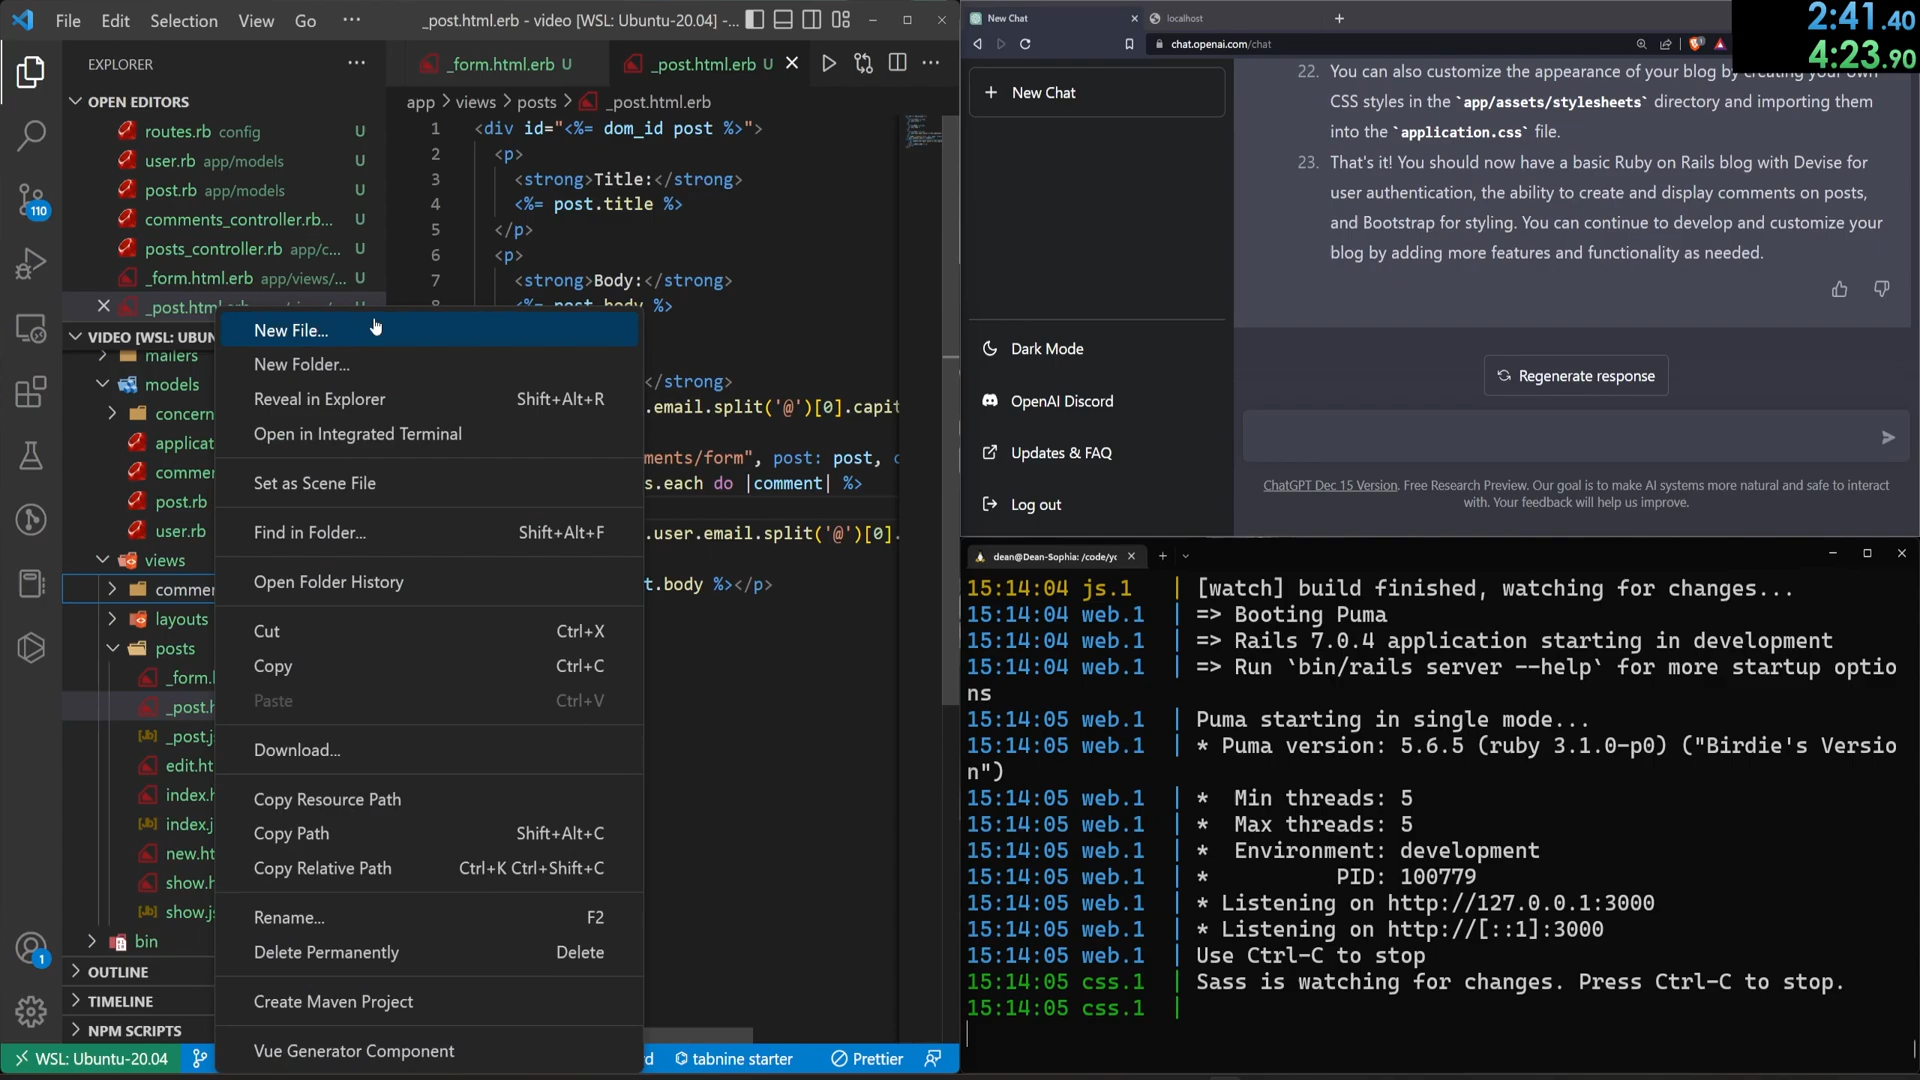 File Edit Selection View Go ··· _post.html.erb - video [WSL: Ubuntu-20.04] -...
EXPLORER
OPEN EDITORS
routes.rb config U
user.rb app/models U
post.rb app/models U
comments_controller.rb... U
posts_controller.rb app/c... U
_form.html.erb app/views/... U
_post.html.erb
VIDEO [WSL: UBUN
mailers
models
concern
applicat
commer
post.rb
user.rb
views
commer
layouts
posts
_form.
_post.h
_post.j
edit.ht
index.h
index.j
new.ht
show.h
show.j
bin
OUTLINE
TIMELINE
NPM SCRIPTS
110
1
_form.html.erb U
_post.html.erb U
app > views > posts > _post.html.erb
1 <div id="<%= dom_id post %>">
2 <p>
3 <strong>Title:</strong>
4 <%= post.title %>
5 </p>
6 <p>
7 <strong>Body:</strong>
8 <%= post.body %>
</strong>
.email.split('@')[0].capit
ments/form", post: post, c
s.each do |comment| %>
.user.email.split('@')[0].
t.body %></p>
New File...
New Folder...
Reveal in Explorer Shift+Alt+R
Open in Integrated Terminal
Set as Scene File
Find in Folder... Shift+Alt+F
Open Folder History
Cut Ctrl+X
Copy Ctrl+C
Paste Ctrl+V
Download...
Copy Resource Path
Copy Path Shift+Alt+C
Copy Relative Path Ctrl+K Ctrl+Shift+C
Rename... F2
Delete Permanently Delete
Create Maven Project
Vue Generator Component
WSL: Ubuntu-20.04
rd tabnine starter Prettier
New Chat
localhost
chat.openai.com/chat
2:41.40
4:23.90
New Chat
Dark Mode
OpenAI Discord
Updates & FAQ
Log out
22. You can also customize the appearance of your blog by creating your own
CSS styles in the `app/assets/stylesheets` directory and importing them
into the `application.css` file.
23. That's it! You should now have a basic Ruby on Rails blog with Devise for
user authentication, the ability to create and display comments on posts,
and Bootstrap for styling. You can continue to develop and customize your
blog by adding more features and functionality as needed.
Regenerate response
ChatGPT Dec 15 Version. Free Research Preview. Our goal is to make AI systems more natural and safe to interact
with. Your feedback will help us improve.
dean@Dean-Sophia: /code/yc
15:14:04 js.1 | [watch] build finished, watching for changes...
15:14:04 web.1 | => Booting Puma
15:14:04 web.1 | => Rails 7.0.4 application starting in development
15:14:04 web.1 | => Run `bin/rails server --help` for more startup optio
ns
15:14:05 web.1 | Puma starting in single mode...
15:14:05 web.1 | * Puma version: 5.6.5 (ruby 3.1.0-p0) ("Birdie's Versio
n")
15:14:05 web.1 | * Min threads: 5
15:14:05 web.1 | * Max threads: 5
15:14:05 web.1 | * Environment: development
15:14:05 web.1 | * PID: 100779
15:14:05 web.1 | * Listening on http://127.0.0.1:3000
15:14:05 web.1 | * Listening on http://[::1]:3000
15:14:05 web.1 | Use Ctrl-C to stop
15:14:05 css.1 | Sass is watching for changes. Press Ctrl-C to stop.
15:14:05 css.1 |